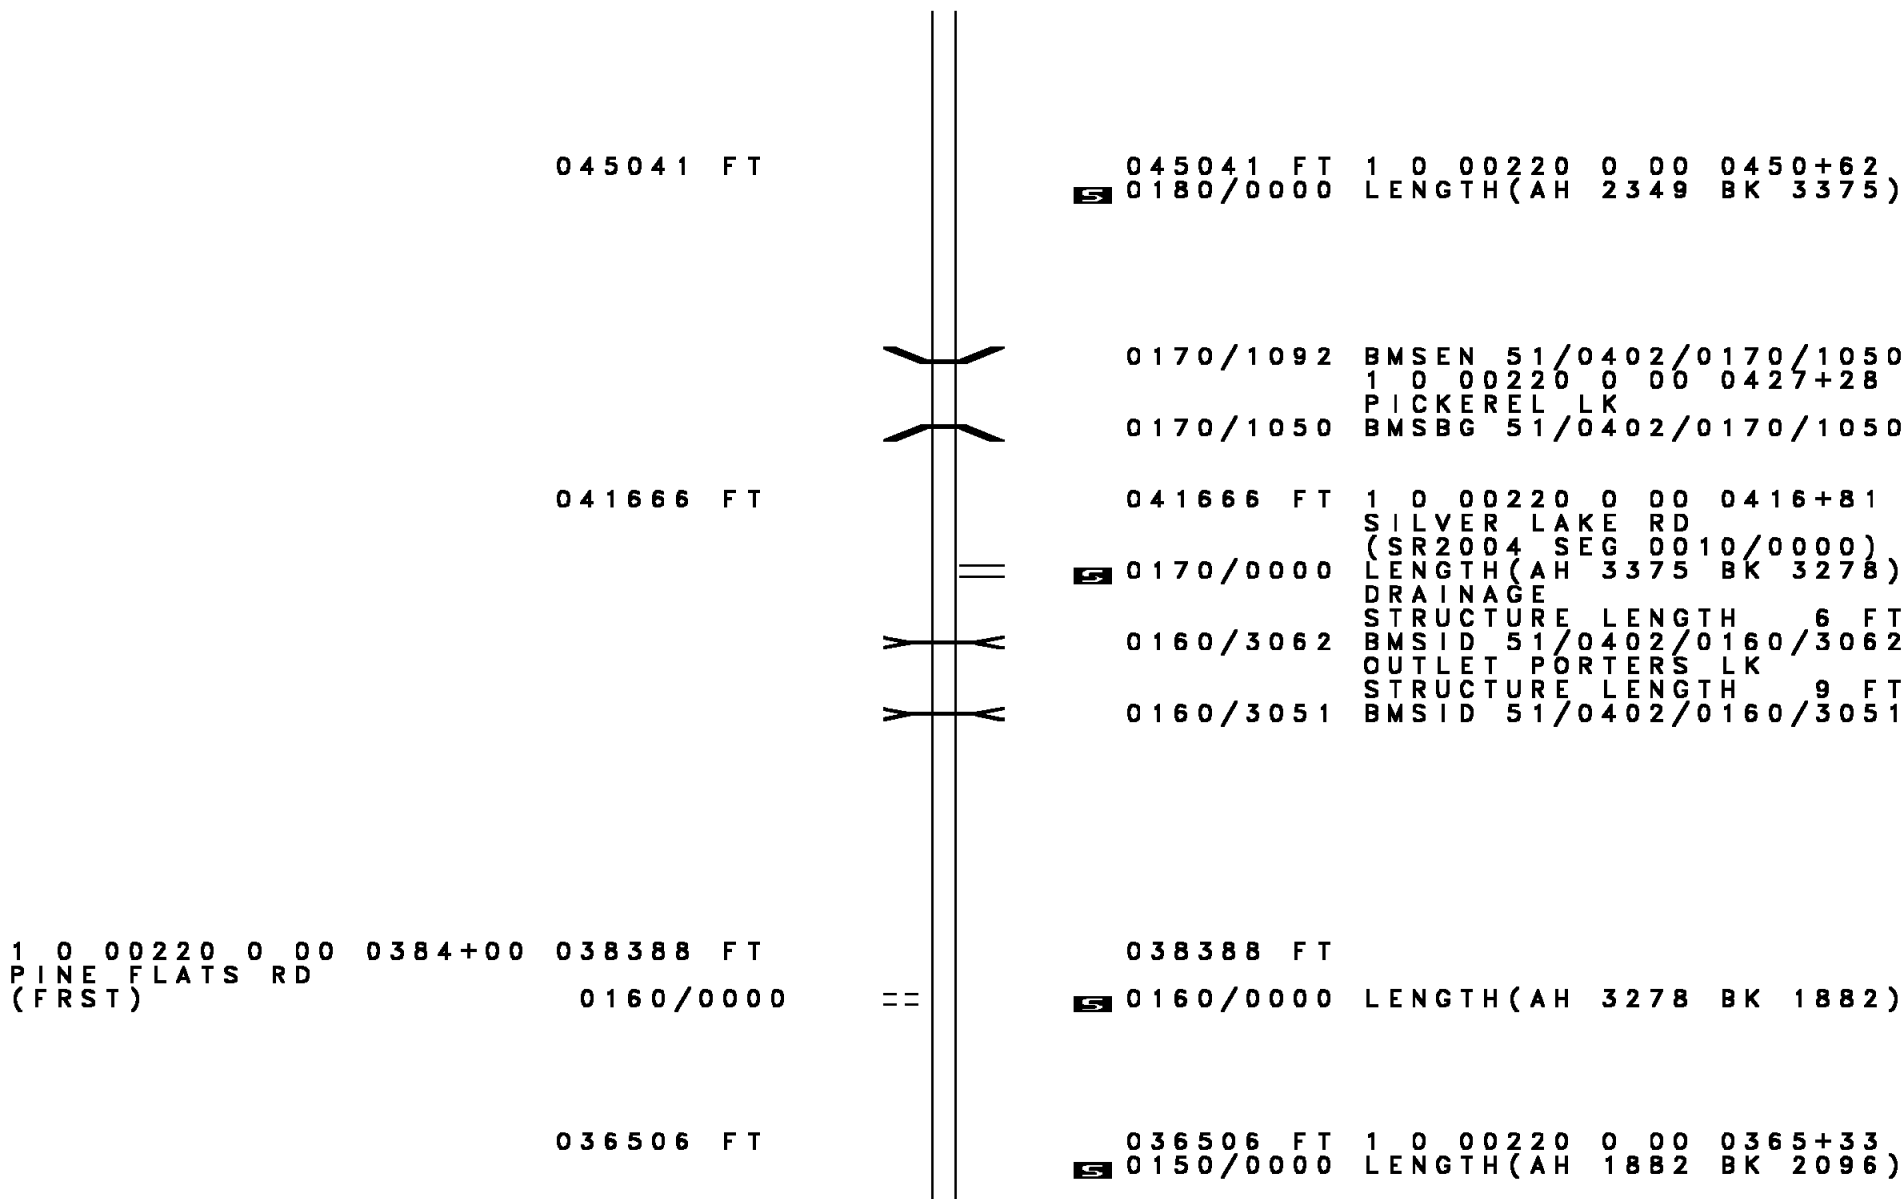 045041 FT 045041 FT 1 0 00220 0 00 0450+62
S 0180/0000 LENGTH(AH 2349 BK 3375)
0170/1092 BMSEN 51/0402/0170/1050
1 0 00220 0 00 0427+28
PICKEREL LK
0170/1050 BMSBG 51/0402/0170/1050
041666 FT 041666 FT 1 0 00220 0 00 0416+81
SILVER LAKE RD
(SR2004 SEG 0010/0000)
S 0170/0000 LENGTH(AH 3375 BK 3278)
DRAINAGE
STRUCTURE LENGTH 6 FT
0160/3062 BMSID 51/0402/0160/3062
OUTLET PORTERS LK
STRUCTURE LENGTH 9 FT
0160/3051 BMSID 51/0402/0160/3051
1 0 00220 0 00 0384+00 038388 FT 038388 FT
PINE FLATS RD
(FRST) 0160/0000 S 0160/0000 LENGTH(AH 3278 BK 1882)
036506 FT 036506 FT 1 0 00220 0 00 0365+33
S 0150/0000 LENGTH(AH 1882 BK 2096)